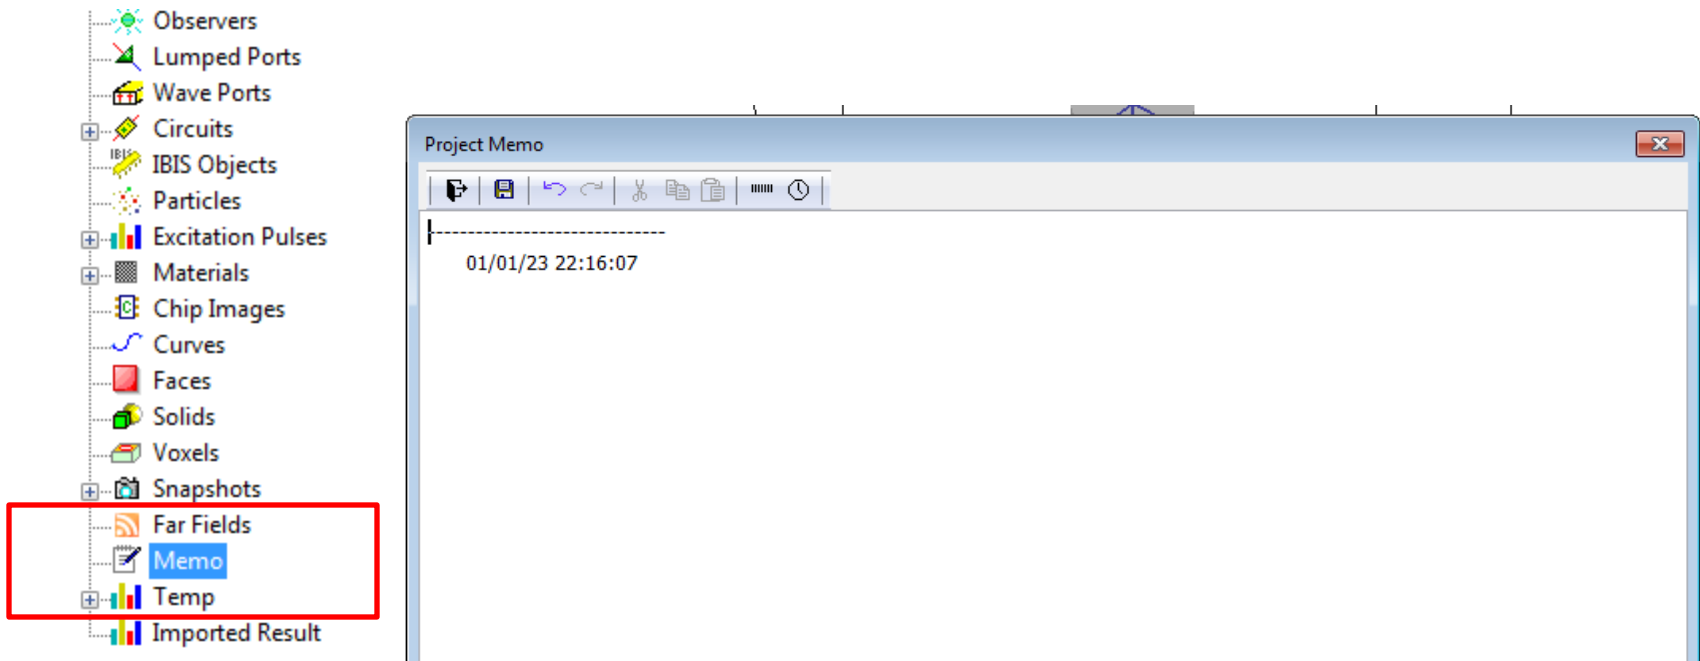 Observers
Lumped Ports
Wave Ports
Circuits
IBIS
IBIS Objects
Particles
Excitation Pulses
Materials
C
Chip Images
Curves
Faces
Solids
Voxels
Snapshots
Far Fields
Memo
Temp
Imported Result
Project Memo
------------------------------
01/01/23 22:16:07